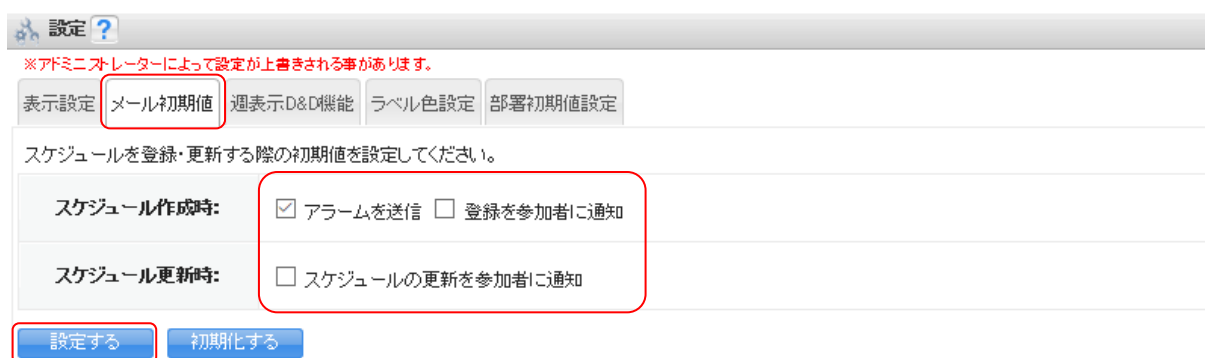 設定 ?
※アドミニストレーターによって設定が上書きされる事があります。
表示設定 メール初期値 週表示D&D機能 ラベル色設定 部署初期値設定
スケジュールを登録・更新する際の初期値を設定してください。
スケジュール作成時: アラームを送信 登録を参加者に通知
スケジュール更新時: スケジュールの更新を参加者に通知
設定する 初期化する